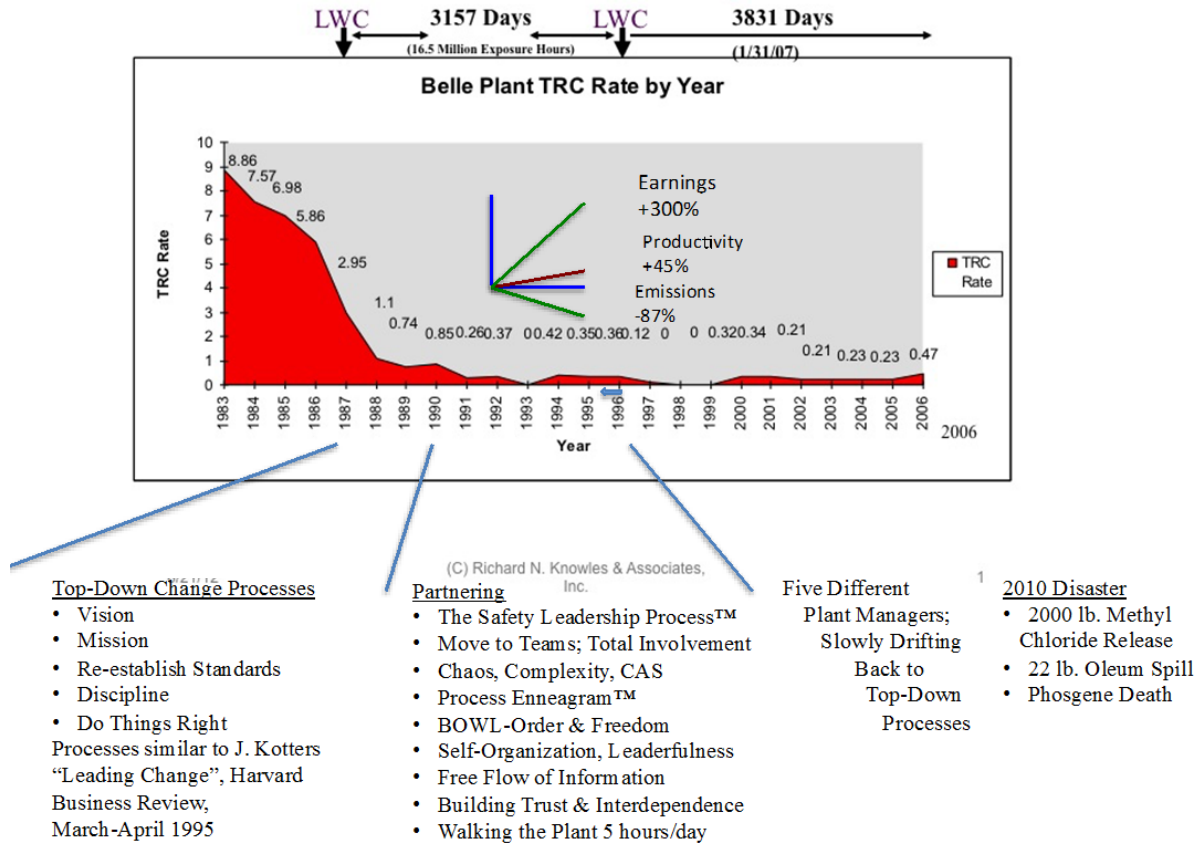 LWC 3157 Days LWC 3831 Days
(16.5 Million Exposure Hours) (1/31/07)
Belle Plant TRC Rate by Year
10
9
8
7
6
5
4
3
2
1
0
TRC Rate
8.86
7.57
6.98
5.86
2.95
1.1
0.74
0.85
0.26
0.37
0
0.42
0.35
0.36
0.12
0
0
0.32
0.34
0.21
0.21
0.23
0.23
0.47
Earnings
+300%
Productivity
+45%
Emissions
-87%
TRC
Rate
1983
1984
1985
1986
1987
1988
1989
1990
1991
1992
1993
1994
1995
1996
1997
1998
1999
2000
2001
2002
2003
2004
2005
2006
2006
Year
(C) Richard N. Knowles & Associates,
Inc.
1
Top-Down Change Processes
• Vision
• Mission
• Re-establish Standards
• Discipline
• Do Things Right
Processes similar to J. Kotters
“Leading Change”, Harvard
Business Review,
March-April 1995
Partnering
• The Safety Leadership Process™
• Move to Teams; Total Involvement
• Chaos, Complexity, CAS
• Process Enneagram™
• BOWL-Order & Freedom
• Self-Organization, Leaderfulness
• Free Flow of Information
• Building Trust & Interdependence
• Walking the Plant 5 hours/day
Five Different
Plant Managers;
Slowly Drifting
Back to
Top-Down
Processes
2010 Disaster
• 2000 lb. Methyl
Chloride Release
• 22 lb. Oleum Spill
• Phosgene Death